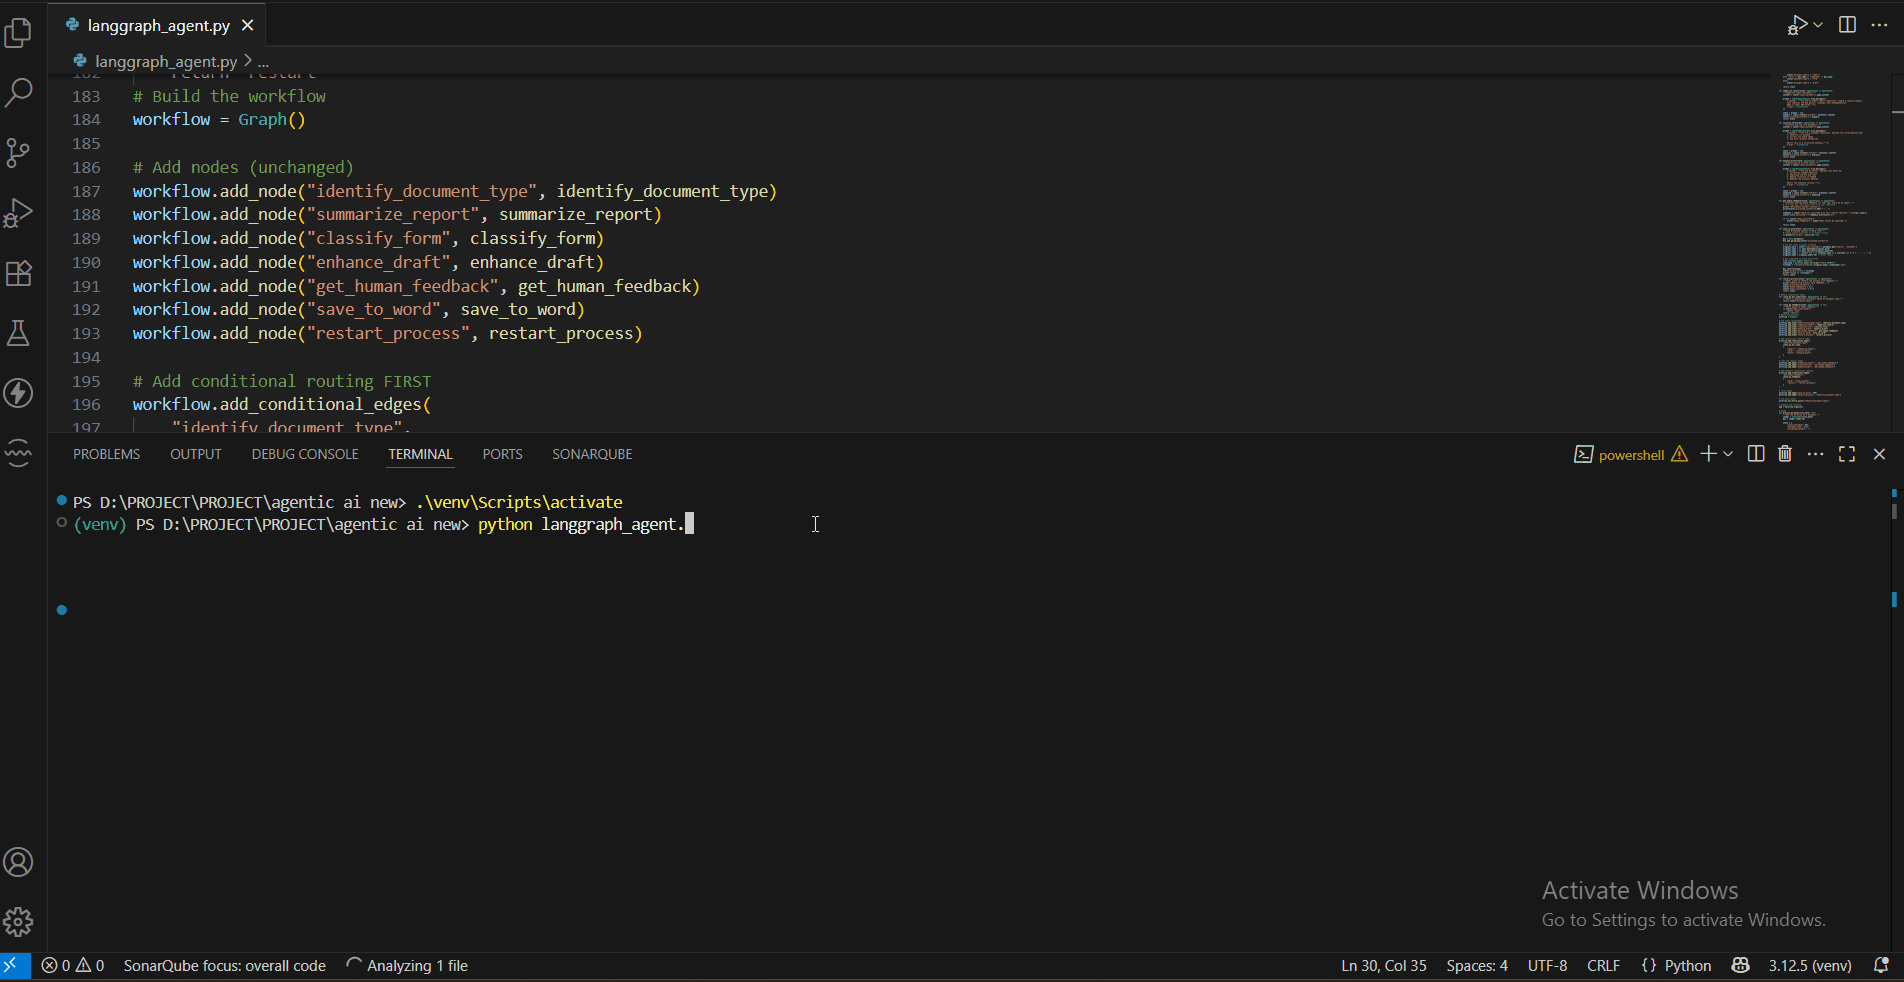 langgraph_agent.py
langgraph_agent.py > ...
182 return "restart"
183 # Build the workflow
184 workflow = Graph()
185
186 # Add nodes (unchanged)
187 workflow.add_node("identify_document_type", identify_document_type)
188 workflow.add_node("summarize_report", summarize_report)
189 workflow.add_node("classify_form", classify_form)
190 workflow.add_node("enhance_draft", enhance_draft)
191 workflow.add_node("get_human_feedback", get_human_feedback)
192 workflow.add_node("save_to_word", save_to_word)
193 workflow.add_node("restart_process", restart_process)
194
195 # Add conditional routing FIRST
196 workflow.add_conditional_edges(
197 "identify_document_type",
PROBLEMS OUTPUT DEBUG CONSOLE TERMINAL PORTS SONARQUBE powershell
PS D:\PROJECT\PROJECT\agentic ai new> .\venv\Scripts\activate
(venv) PS D:\PROJECT\PROJECT\agentic ai new> python langgraph_agent.
Activate Windows
Go to Settings to activate Windows.
0 0 SonarQube focus: overall code Analyzing 1 file Ln 30, Col 35 Spaces: 4 UTF-8 CRLF {} Python 3.12.5 (venv)